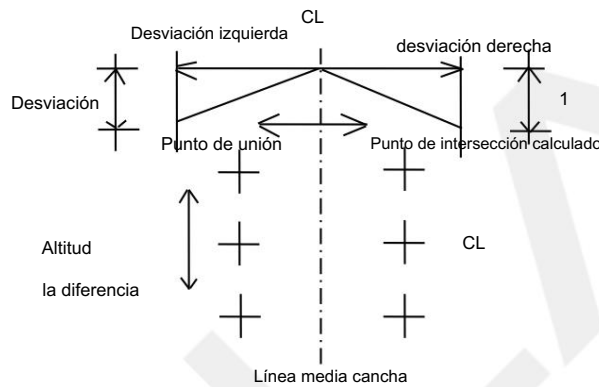 CL
Desviación izquierda
desviación derecha
Desviación
1
Punto de unión
Punto de intersección calculado
Altitud
CL
la diferencia
Línea media cancha